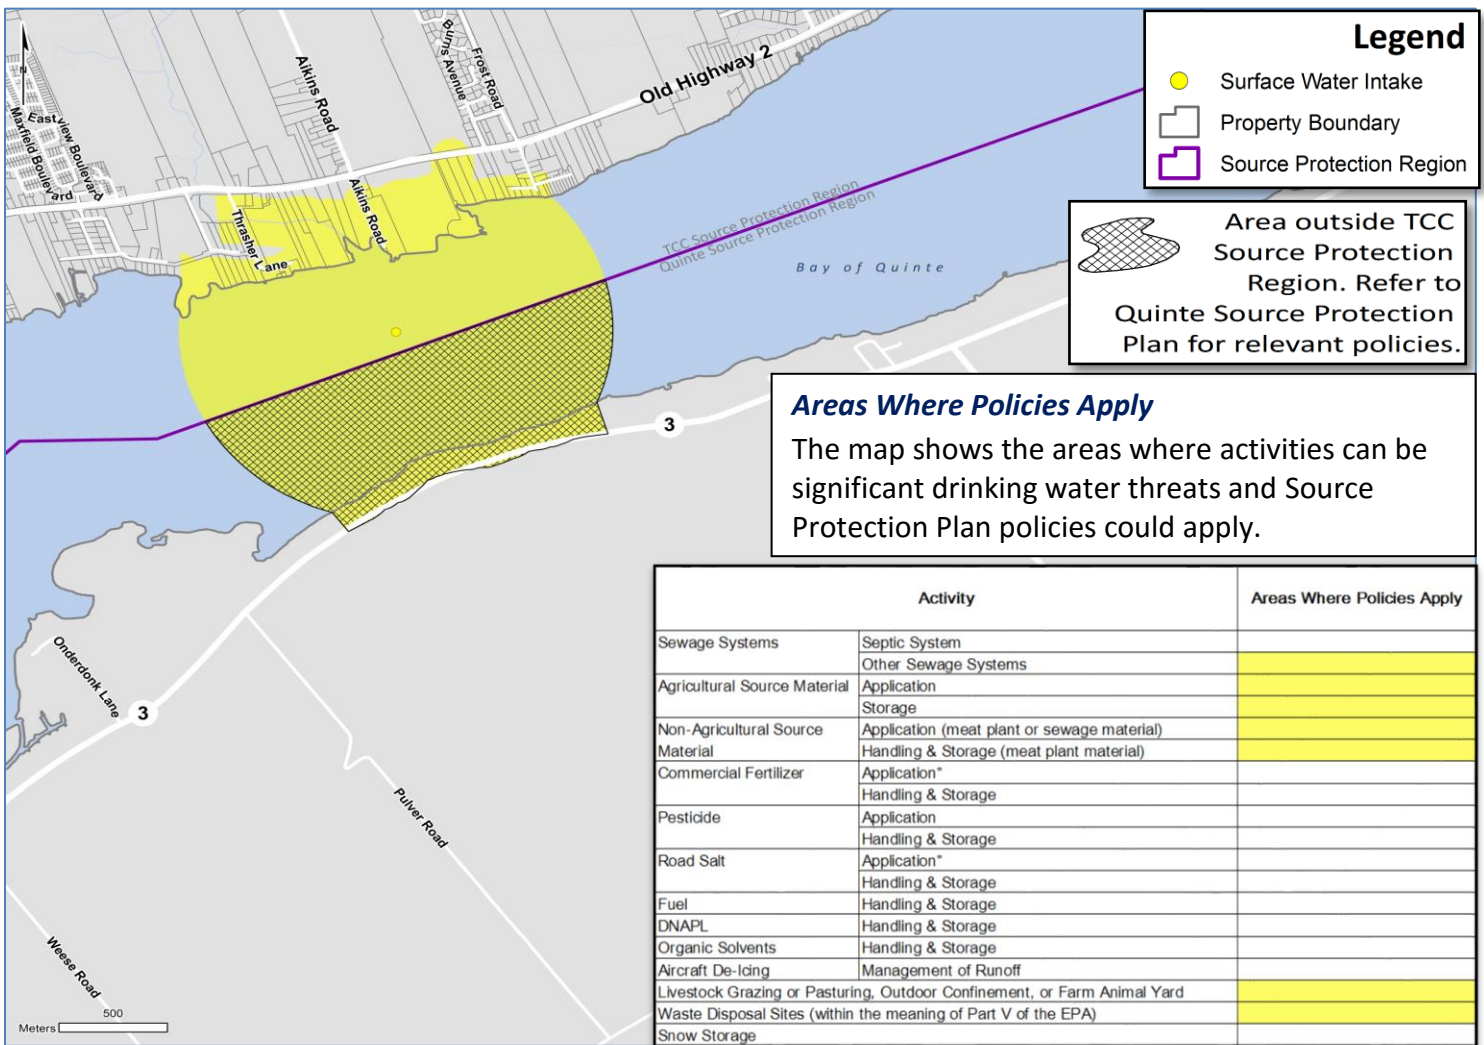 Legend
Surface Water Intake
Property Boundary
Source Protection Region
Area outside TCC
Source Protection
Region. Refer to
Quinte Source Protection
Plan for relevant policies.
N
Eastview Boulevard
Maxfield Boulevard
Aikins Road
Burns Avenue
Frost Road
Old Highway 2
Thrasher Lane
Aikins Road
TCC Source Protection Region
Quinte Source Protection Region
Bay of Quinte
3
Onderdonk Lane
3
Pulver Road
Weese Road
500
Meters
Areas Where Policies Apply
The map shows the areas where activities can be
significant drinking water threats and Source
Protection Plan policies could apply.
Activity Areas Where Policies Apply
Sewage Systems Septic System
Other Sewage Systems
Agricultural Source Material Application
Storage
Non-Agricultural Source Application (meat plant or sewage material)
Material Handling & Storage (meat plant material)
Commercial Fertilizer Application*
Handling & Storage
Pesticide Application
Handling & Storage
Road Salt Application*
Handling & Storage
Fuel Handling & Storage
DNAPL Handling & Storage
Organic Solvents Handling & Storage
Aircraft De-Icing Management of Runoff
Livestock Grazing or Pasturing, Outdoor Confinement, or Farm Animal Yard
Waste Disposal Sites (within the meaning of Part V of the EPA)
Snow Storage